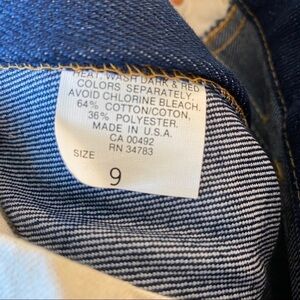 HEAT. WASH DARK & RED
COLORS SEPARATELY.
AVOID CHLORINE BLEACH.
64% COTTON/COTON,
36% POLYESTER.
MADE IN U.S.A.
CA 00492
RN 34783
SIZE
9